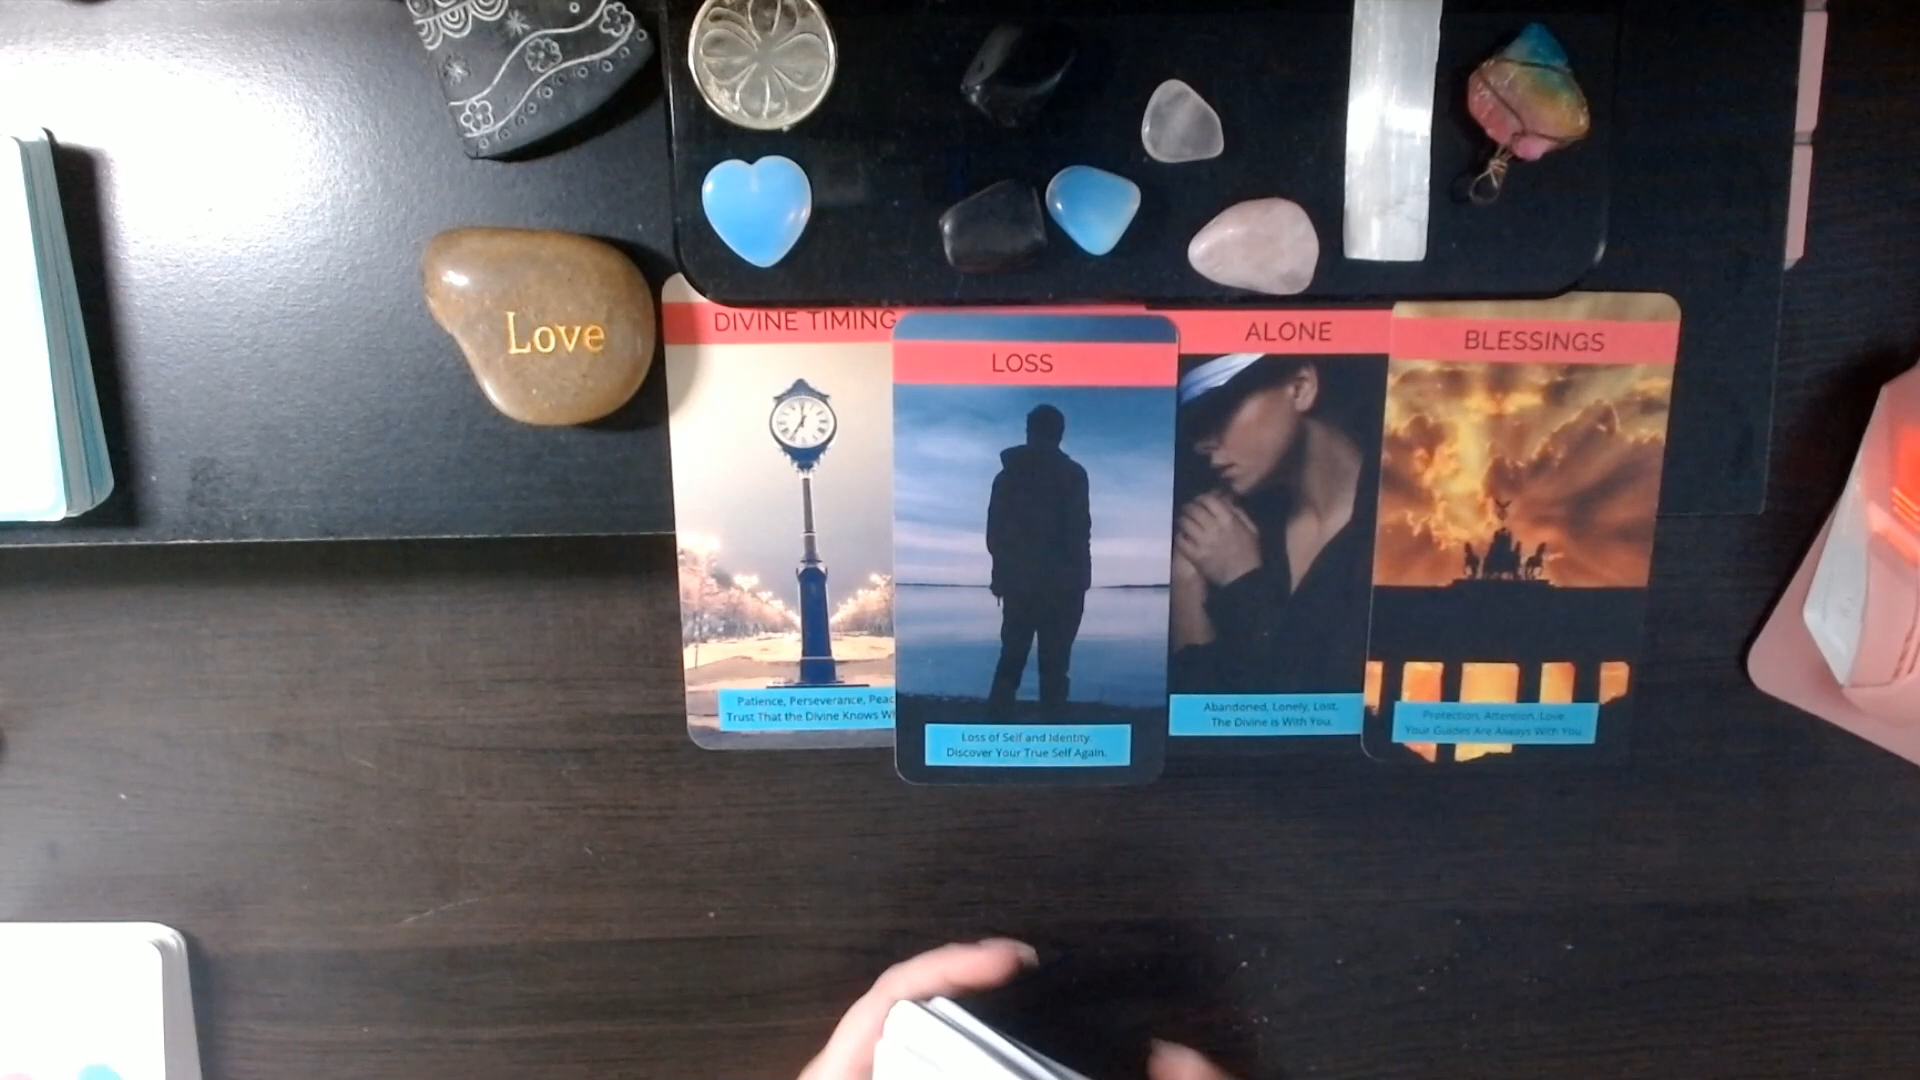 Love
DIVINE TIMING
Patience, Perseverance, Peac
Trust That the Divine Knows Wh
LOSS
Loss of Self and Identity.
Discover Your True Self Again.
ALONE
Abandoned, Lonely, Lost.
The Divine is With You.
BLESSINGS
Protection, Attention, Love.
Your Guides Are Always With You.